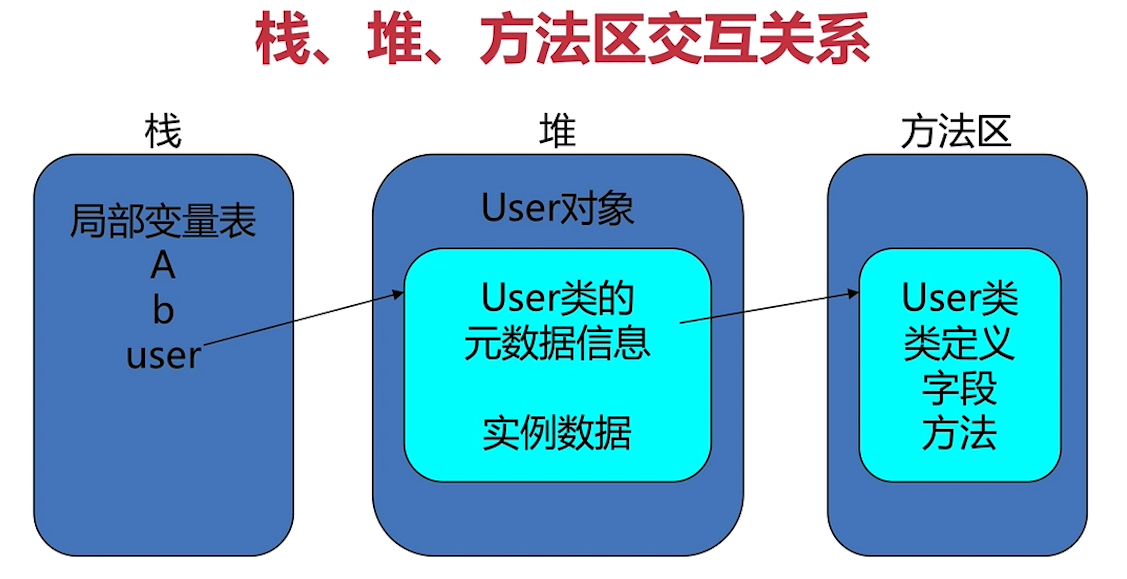 栈、堆、方法区交互关系
栈
堆
方法区
局部变量表
A
b
user
User对象
User类的
元数据信息
实例数据
User类
类定义
字段
方法